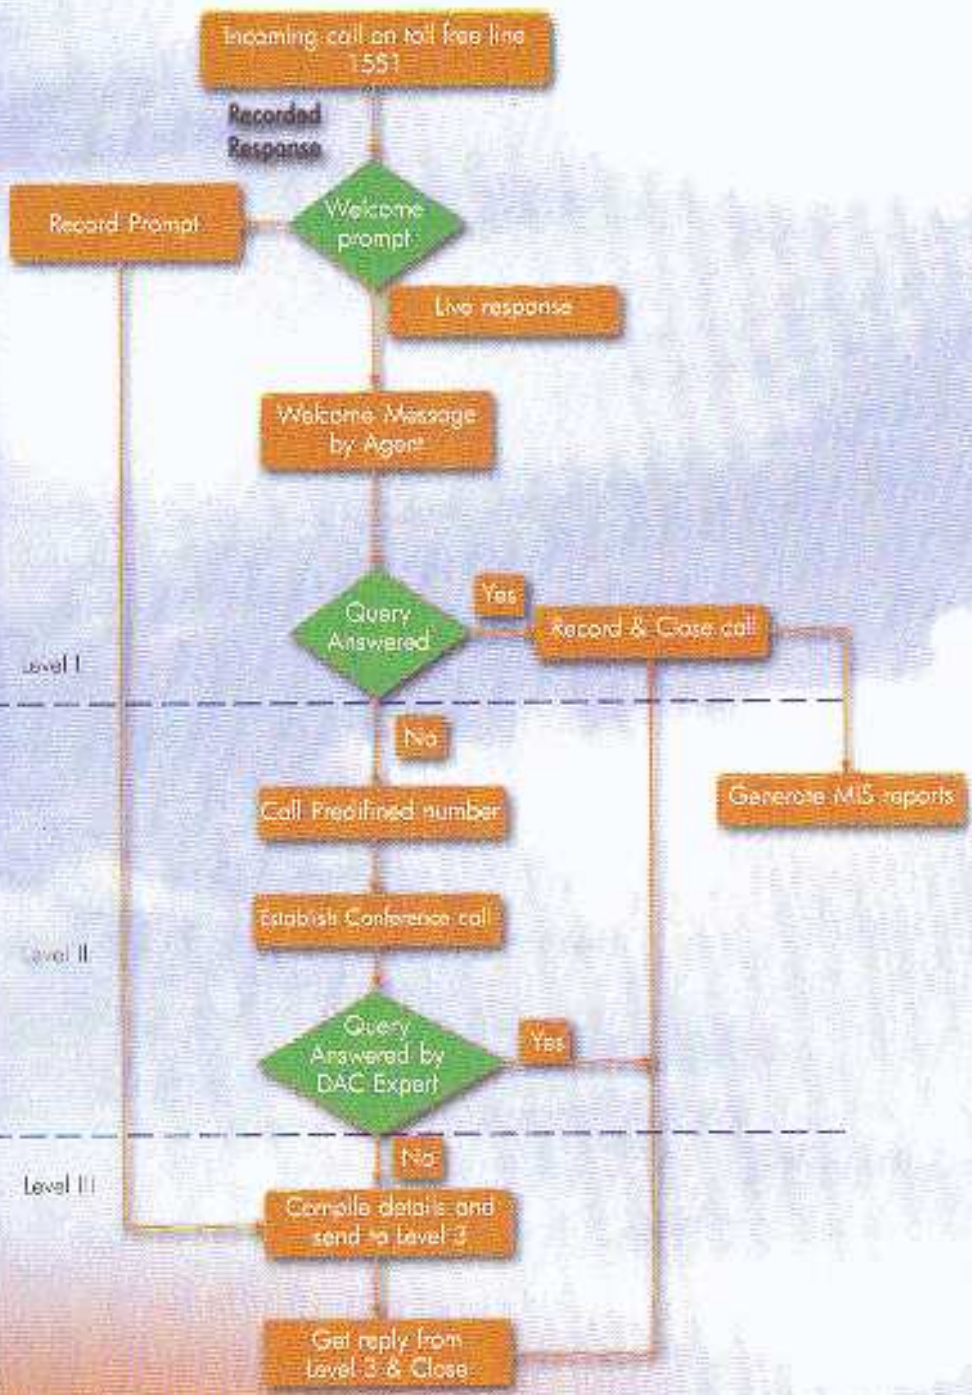 Incoming call on toll free line
1551
Recorded
Response
Welcome
prompt
Record Prompt
Live response
Welcome Message
by Agent
Query
Answered
Yes
Record & Close call
Level I
No
Generate MIS reports
Call Predifined number
Establish Conference call
Level II
Query
Answered by
DAC Expert
Yes
No
Level III
Compile details and
send to Level 3
Get reply from
Level 3 & Close